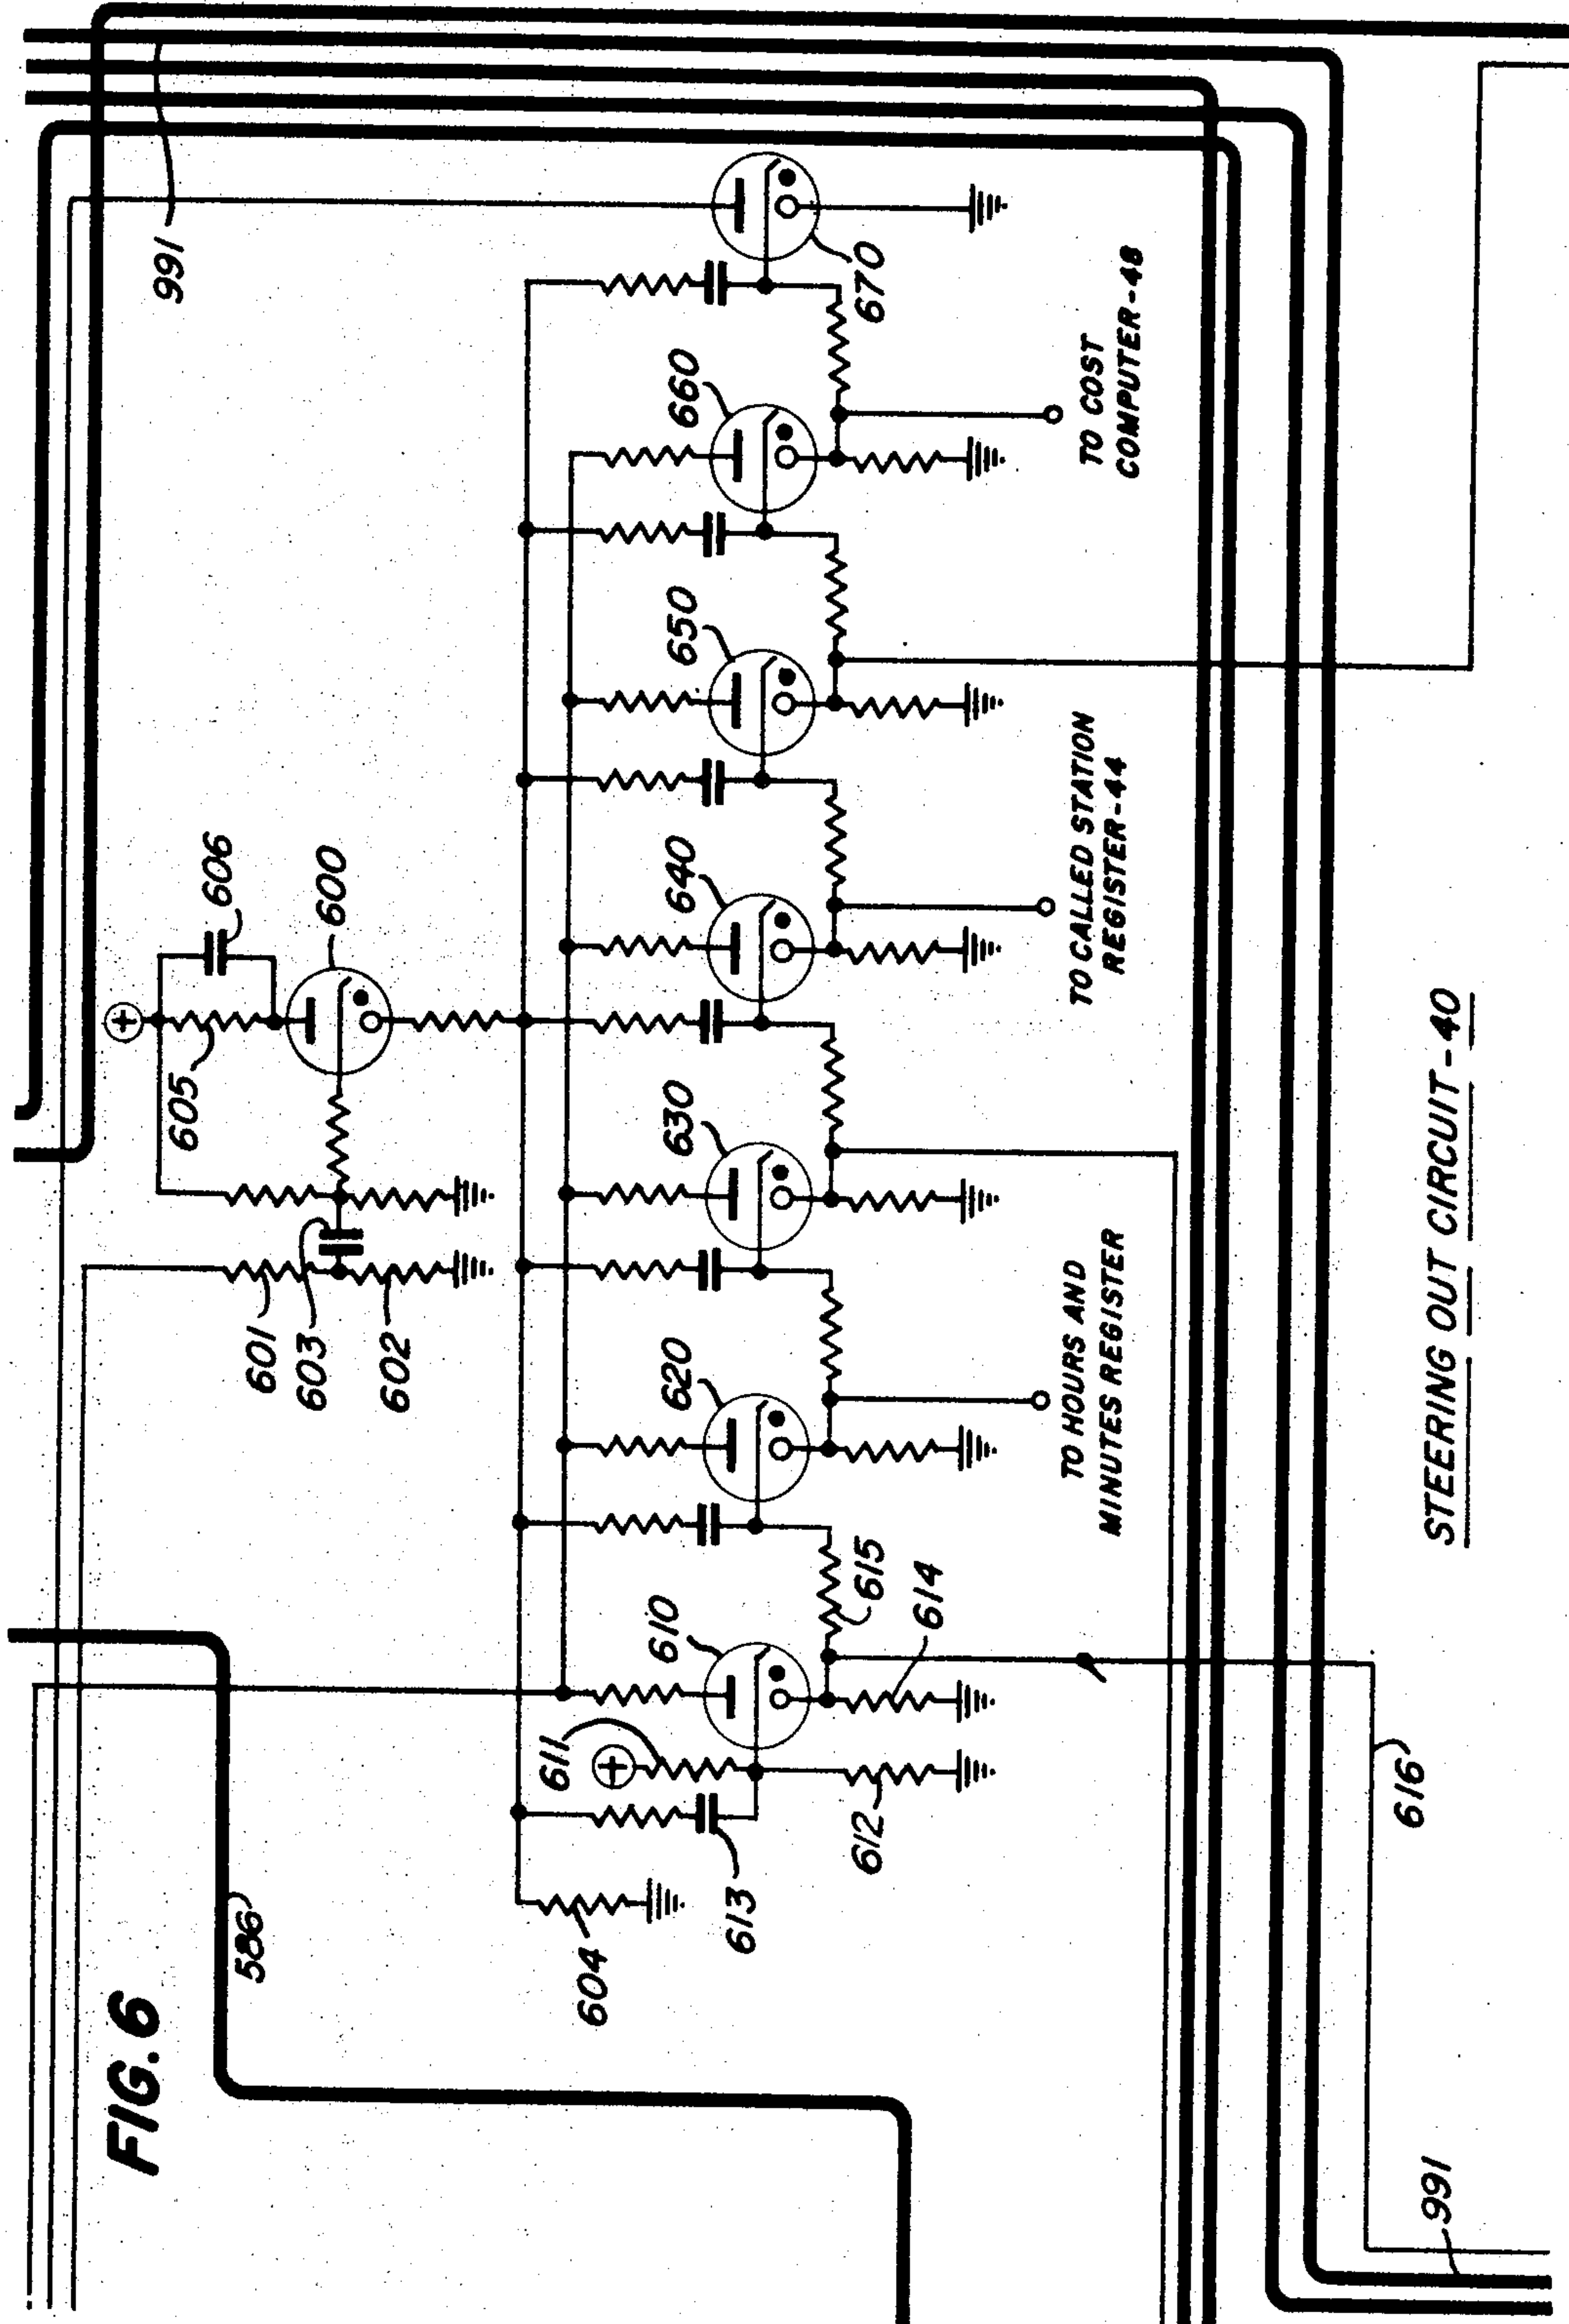 FIG. 6
586
991
601
603
602
605
606
600
604
613
611
612
610
615
614
620
630
640
650
660
670
TO HOURS AND
MINUTES REGISTER
TO CALLED STATION
REGISTER-44
TO COST
COMPUTER-48
616
991
STEERING OUT CIRCUIT-40